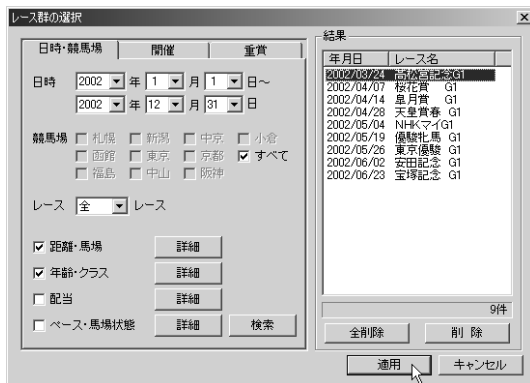 レース群の選択
日時・競馬場 開催 重賞
日時 2002 年 1 月 1 日～
2002 年 12 月 31 日
競馬場 札幌 新潟 中京 小倉
函館 東京 京都 すべて
福島 中山 阪神
レース 全 レース
距離・馬場 詳細
年齢・クラス 詳細
配当 詳細
ペース・馬場状態 詳細 検索
結果
年月日 レース名
2002/03/24 高松宮記念G1
2002/04/07 桜花賞 G1
2002/04/14 皐月賞 G1
2002/04/28 天皇賞春 G1
2002/05/04 NHKマイG1
2002/05/19 優駿牝馬 G1
2002/05/26 東京優駿 G1
2002/06/02 安田記念 G1
2002/06/23 宝塚記念 G1
9件
全削除 削 除
適用 キャンセル